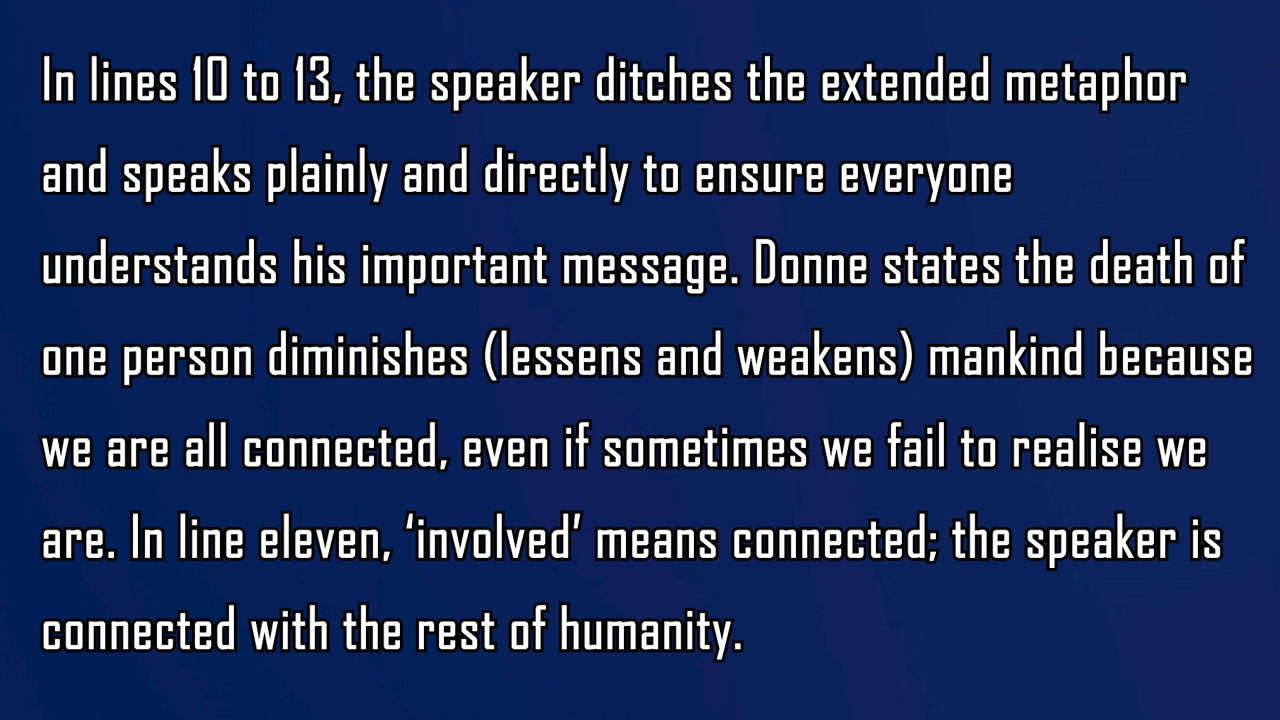 In lines 10 to 13, the speaker ditches the extended metaphor
and speaks plainly and directly to ensure everyone
understands his important message. Donne states the death of
one person diminishes (lessens and weakens) mankind because
we are all connected, even if sometimes we fail to realise we
are. In line eleven, ‘involved’ means connected; the speaker is
connected with the rest of humanity.